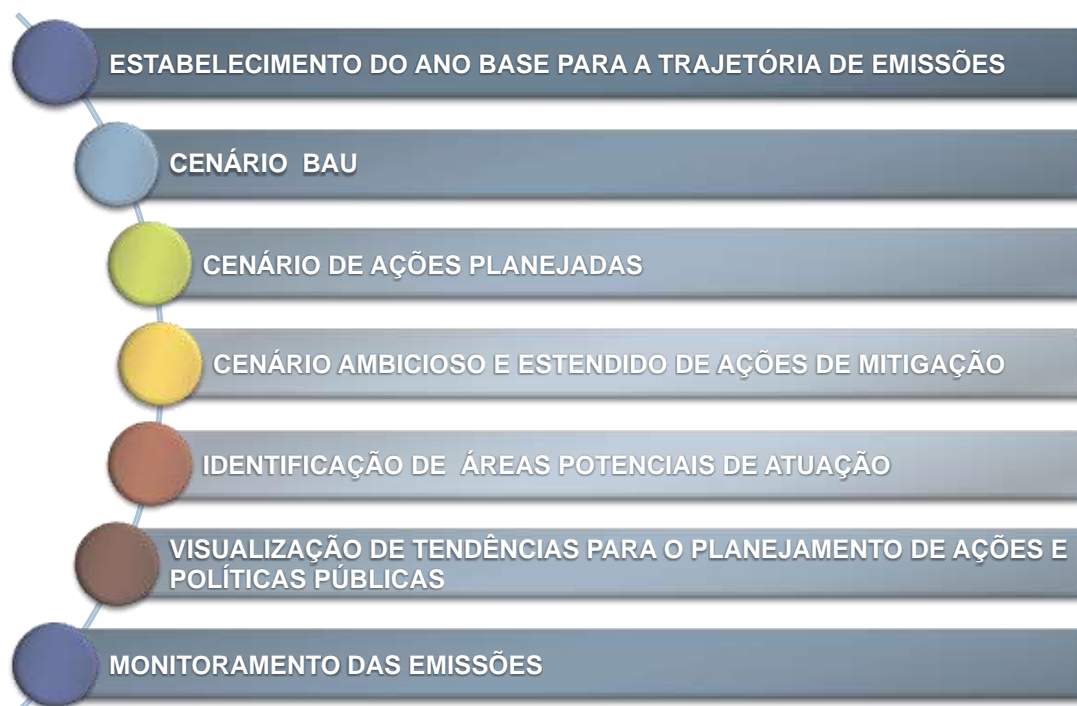 ESTABELECIMENTO DO ANO BASE PARA A TRAJETÓRIA DE EMISSÕES
CENÁRIO BAU
CENÁRIO DE AÇÕES PLANEJADAS
CENÁRIO AMBICIOSO E ESTENDIDO DE AÇÕES DE MITIGAÇÃO
IDENTIFICAÇÃO DE ÁREAS POTENCIAIS DE ATUAÇÃO
VISUALIZAÇÃO DE TENDÊNCIAS PARA O PLANEJAMENTO DE AÇÕES E
POLÍTICAS PÚBLICAS
MONITORAMENTO DAS EMISSÕES